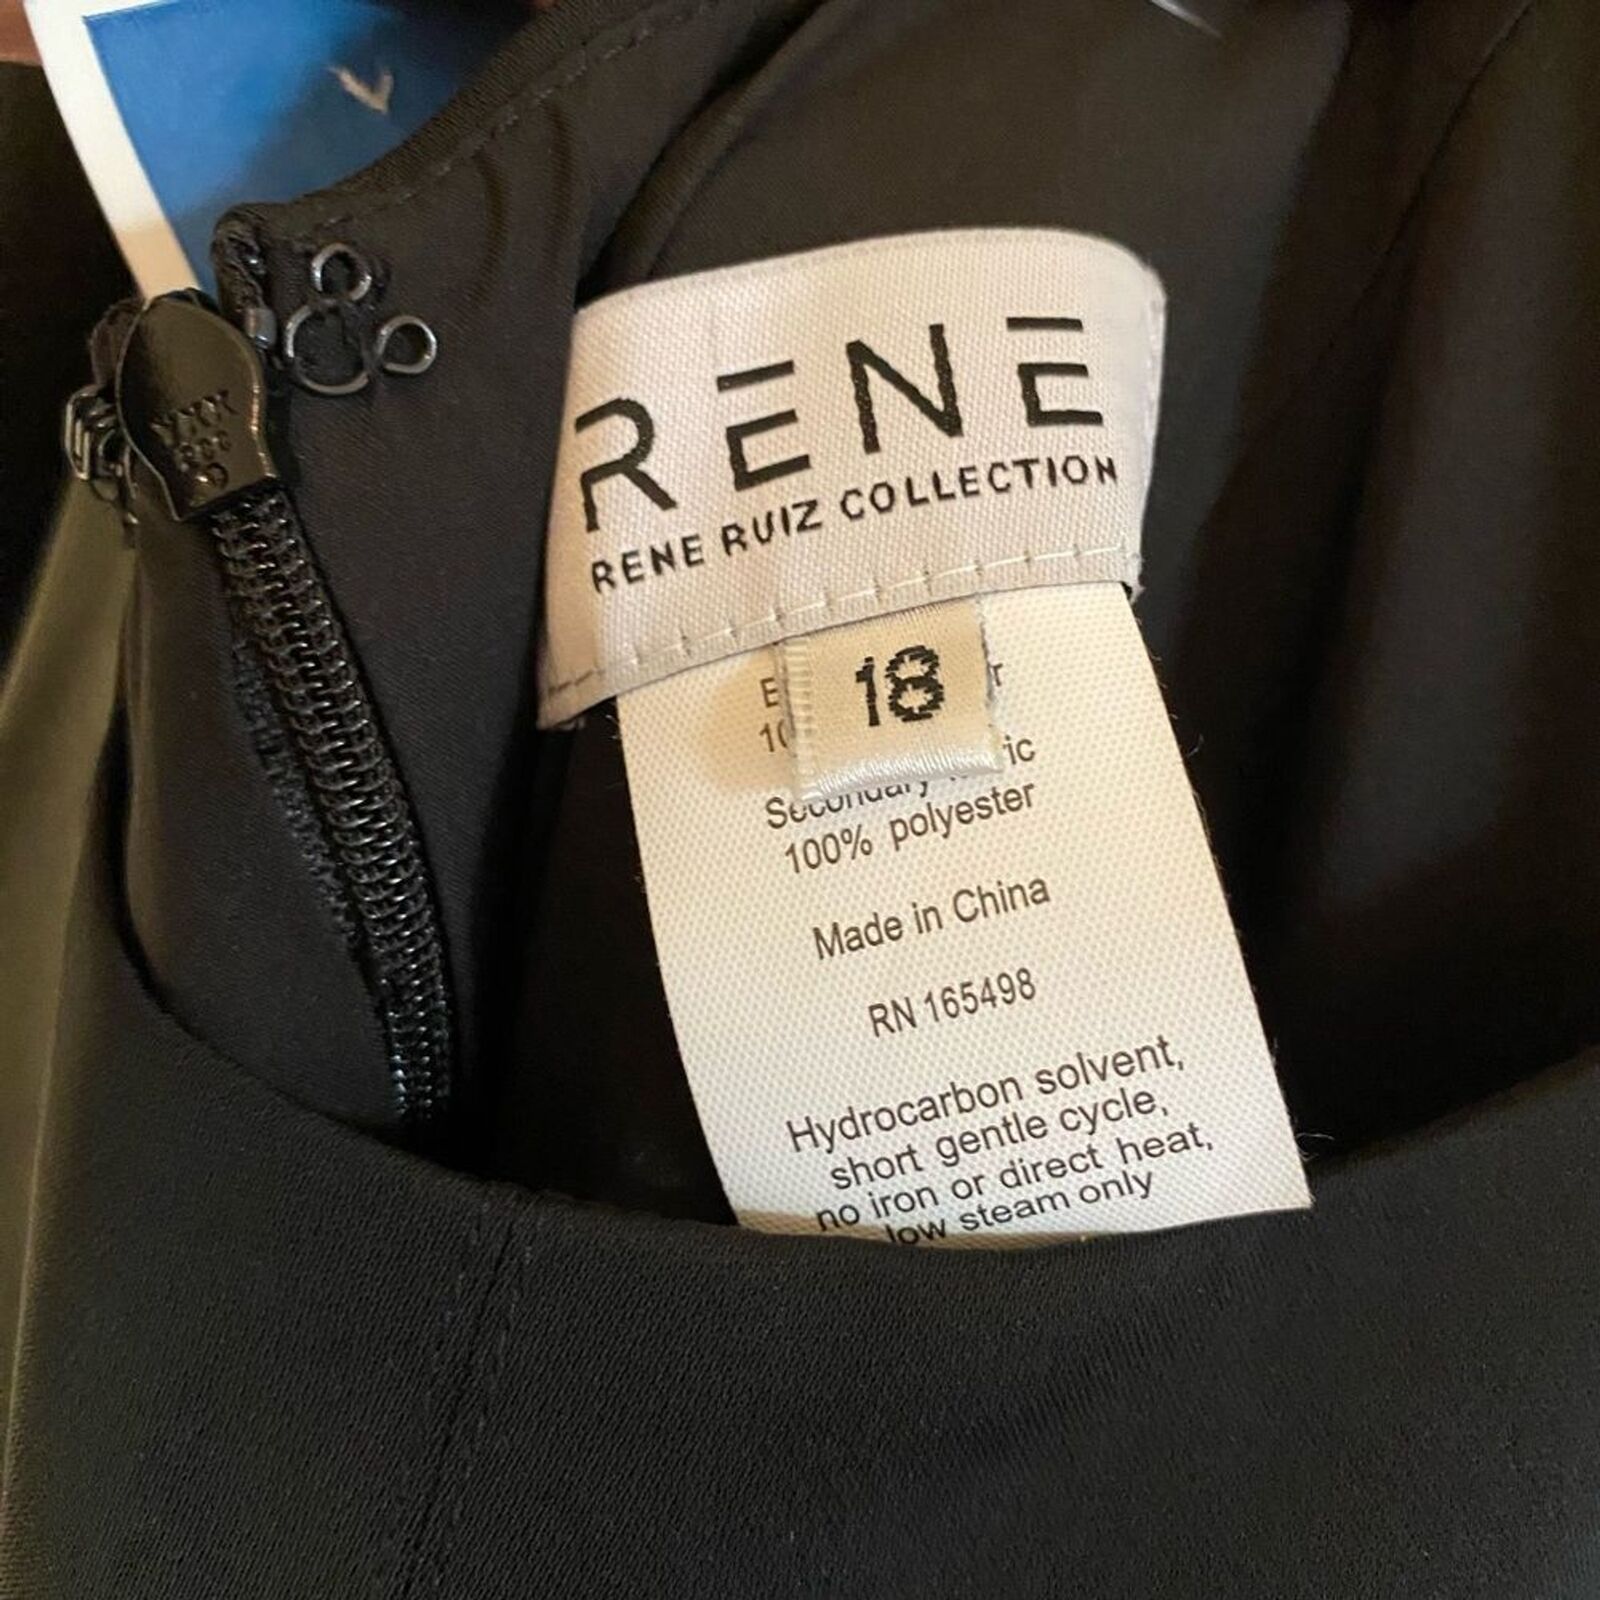 RENE
RENE RUIZ COLLECTION
18
100% polyester
Made in China
RN 165498
Hydrocarbon solvent,
short gentle cycle,
no iron or direct heat,
low steam only